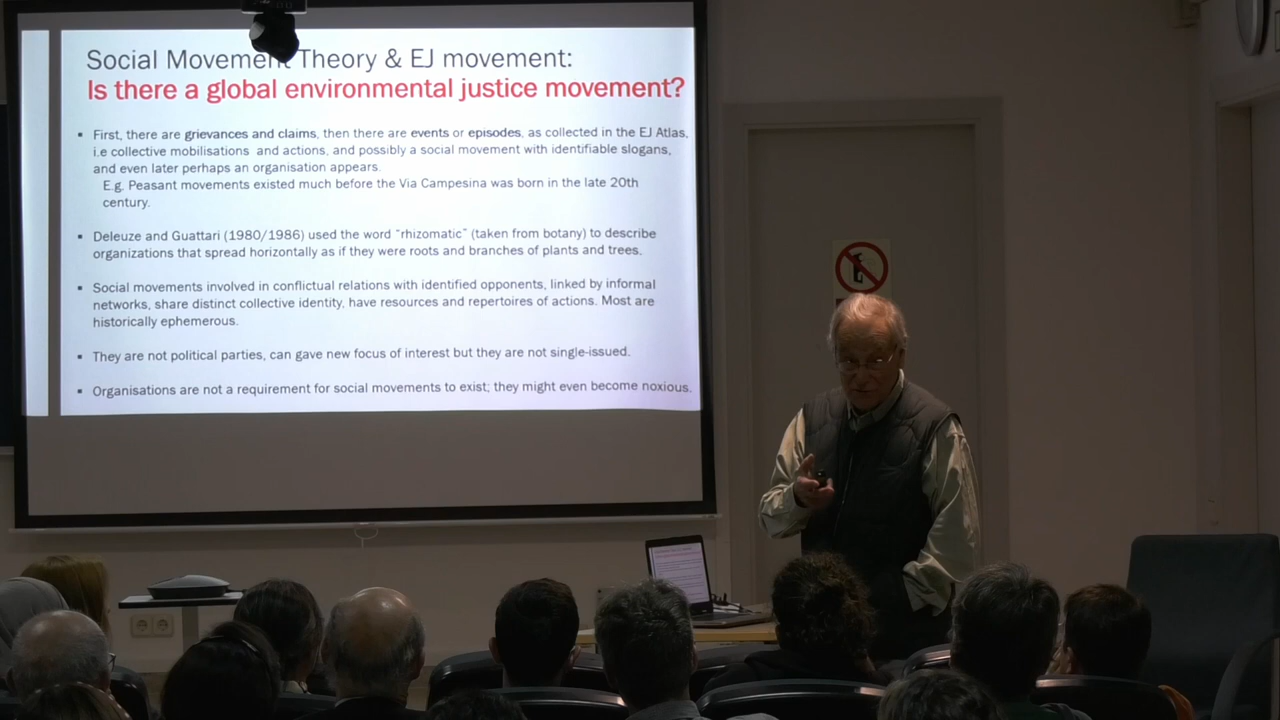 Social Movement Theory & EJ movement:
Is there a global environmental justice movement?
▪ First, there are grievances and claims, then there are events or episodes, as collected in the EJ Atlas,
i.e collective mobilisations and actions, and possibly a social movement with identifiable slogans,
and even later perhaps an organisation appears.
E.g. Peasant movements existed much before the Via Campesina was born in the late 20th
century.
▪ Deleuze and Guattari (1980/1986) used the word "rhizomatic" (taken from botany) to describe
organizations that spread horizontally as if they were roots and branches of plants and trees.
▪ Social movements involved in conflictual relations with identified opponents, linked by informal
networks, share distinct collective identity, have resources and repertoires of actions. Most are
historically ephemerous.
▪ They are not political parties, can gave new focus of interest but they are not single-issued.
▪ Organisations are not a requirement for social movements to exist; they might even become noxious.